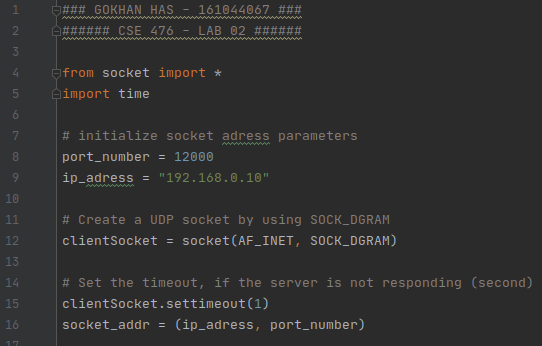 1 ### GOKHAN HAS - 161044067 ###
2 ###### CSE 476 - LAB 02 ######
3
4 from socket import *
5 import time
6
7 # initialize socket adress parameters
8 port_number = 12000
9 ip_adress = "192.168.0.10"
10
11 # Create a UDP socket by using SOCK_DGRAM
12 clientSocket = socket(AF_INET, SOCK_DGRAM)
13
14 # Set the timeout, if the server is not responding (second)
15 clientSocket.settimeout(1)
16 socket_addr = (ip_adress, port_number)
17